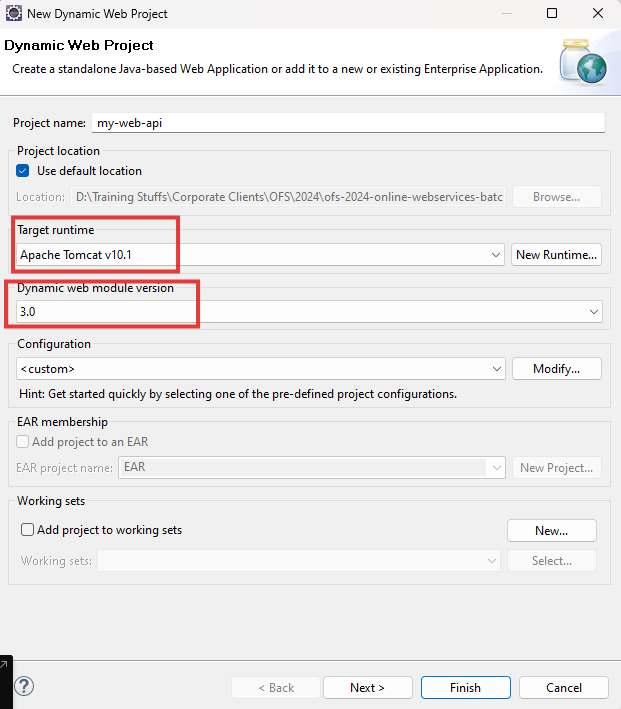 New Dynamic Web Project
Dynamic Web Project
Create a standalone Java-based Web Application or add it to a new or existing Enterprise Application.
Project name: my-web-api
Project location
Use default location
Location: D:\Training Stuffs\Corporate Clients\OFS\2024\ofs-2024-online-webservices-batc Browse...
Target runtime
Apache Tomcat v10.1 New Runtime...
Dynamic web module version
3.0
Configuration
<custom> Modify...
Hint: Get started quickly by selecting one of the pre-defined project configurations.
EAR membership
Add project to an EAR
EAR project name: EAR New Project...
Working sets
Add project to working sets New...
Working sets: Select...
? < Back Next > Finish Cancel